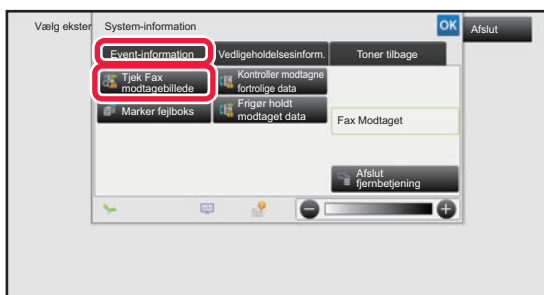 Vælg ekster
System-information
OK
Afslut
Event-information
Vedligeholdelsesinform.
Toner tilbage
Tjek Fax
modtagebillede
Kontroller modtagne
fortrolige data
Marker fejlboks
Frigør holdt
modtaget data
Fax Modtaget
Afslut
fjernbetjening